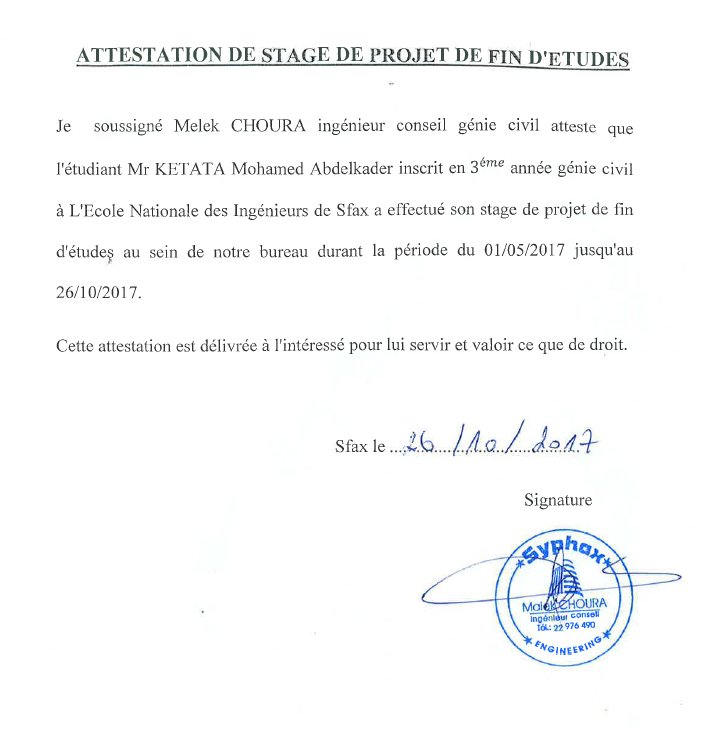 ATTESTATION DE STAGE DE PROJET DE FIN D'ETUDES
Je soussigné Melek CHOURA ingénieur conseil génie civil atteste que
l'étudiant Mr KETATA Mohamed Abdelkader inscrit en 3éme année génie civil
à L'Ecole Nationale des Ingénieurs de Sfax a effectué son stage de projet de fin
d'études au sein de notre bureau durant la période du 01/05/2017 jusqu'au
26/10/2017.
Cette attestation est délivrée à l'intéressé pour lui servir et valoir ce que de droit.
Sfax le 26/10/2017
Signature
Syphax
Malek CHOURA
Ingénieur Conseil
Tél.: 22 976 490
ENGINEERING